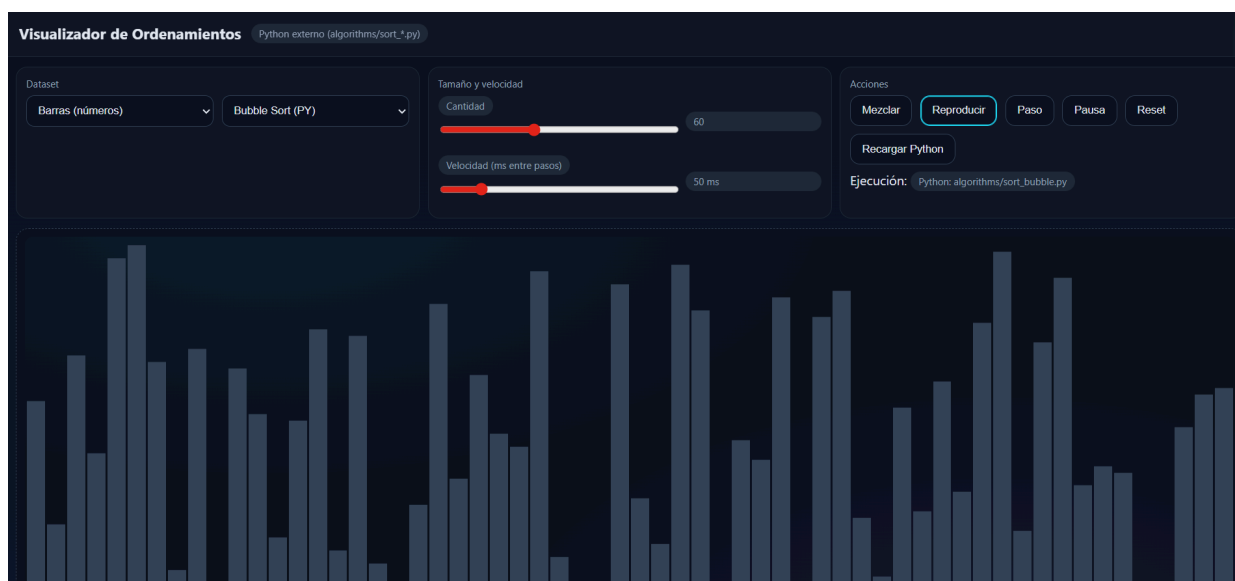 Visualizador de Ordenamientos Python externo (algorithms/sort_*.py)
Dataset
Barras (números) Bubble Sort (PY)
Tamaño y velocidad
Cantidad
60
Velocidad (ms entre pasos)
50 ms
Acciones
Mezclar Reproducir Paso Pausa Reset
Recargar Python
Ejecución: Python: algorithms/sort_bubble.py